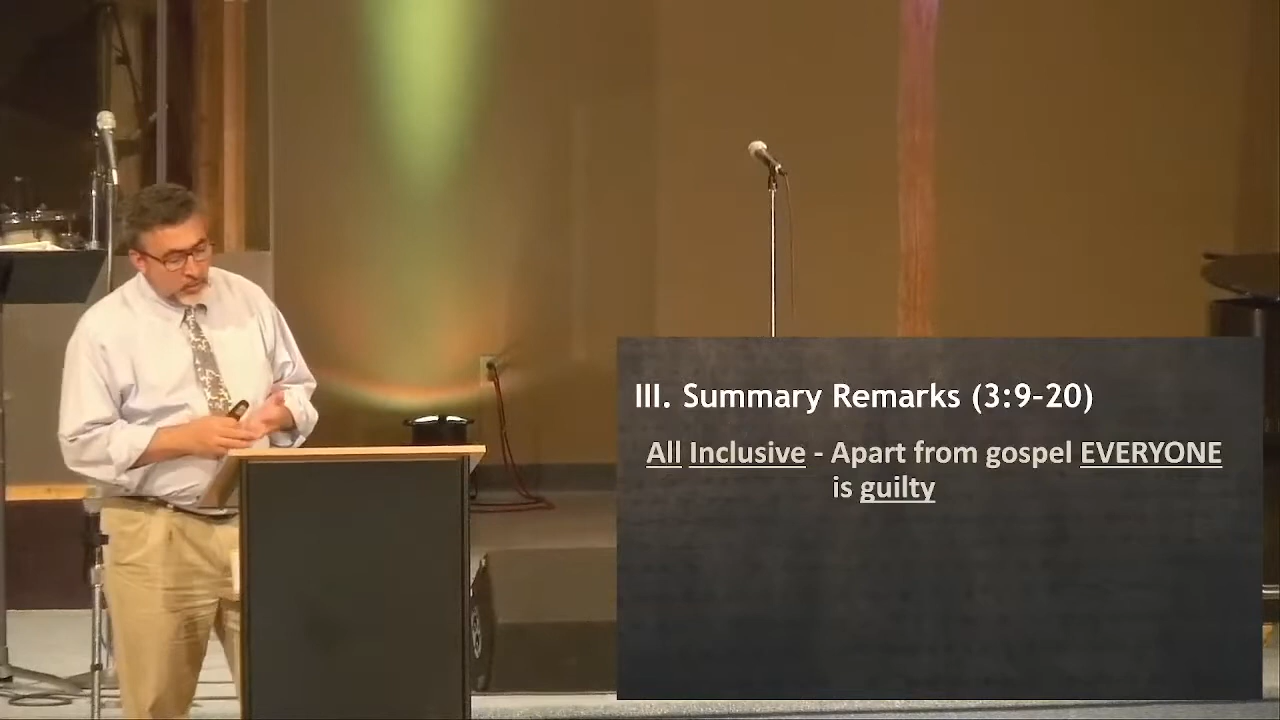 III. Summary Remarks (3:9-20)
All Inclusive - Apart from gospel EVERYONE
is guilty